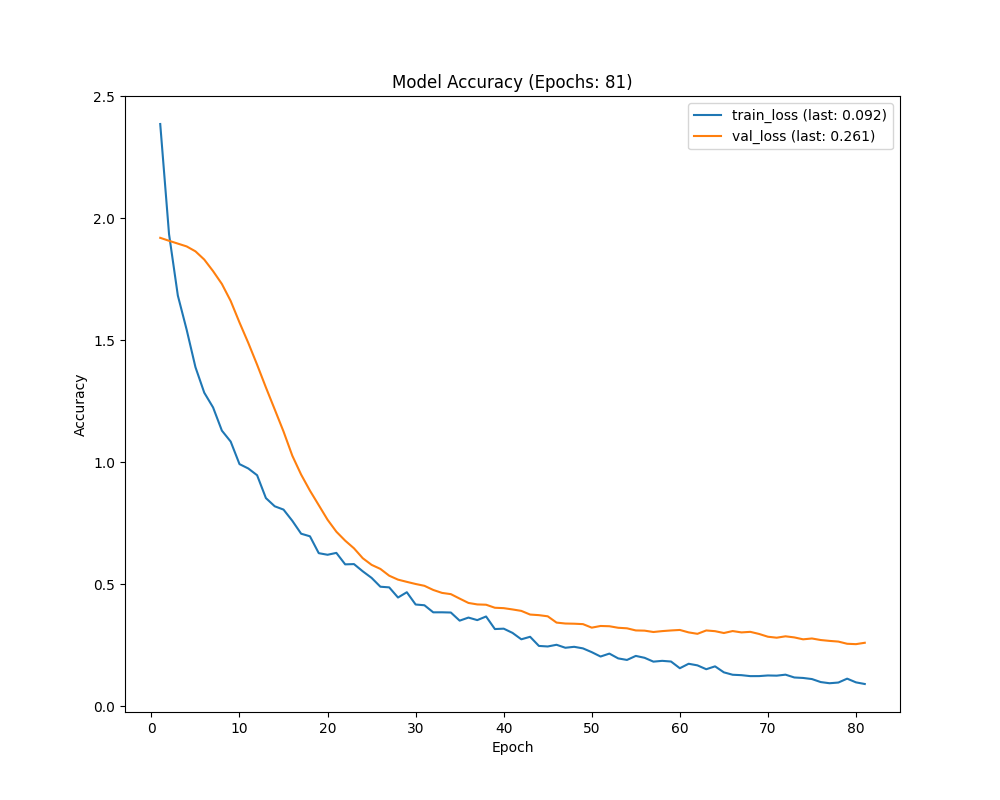 Model Accuracy (Epochs: 81)
train_loss (last: 0.092)
val_loss (last: 0.261)
Accuracy
2.5
2.0
1.5
1.0
0.5
0.0
0 10 20 30 40 50 60 70 80
Epoch